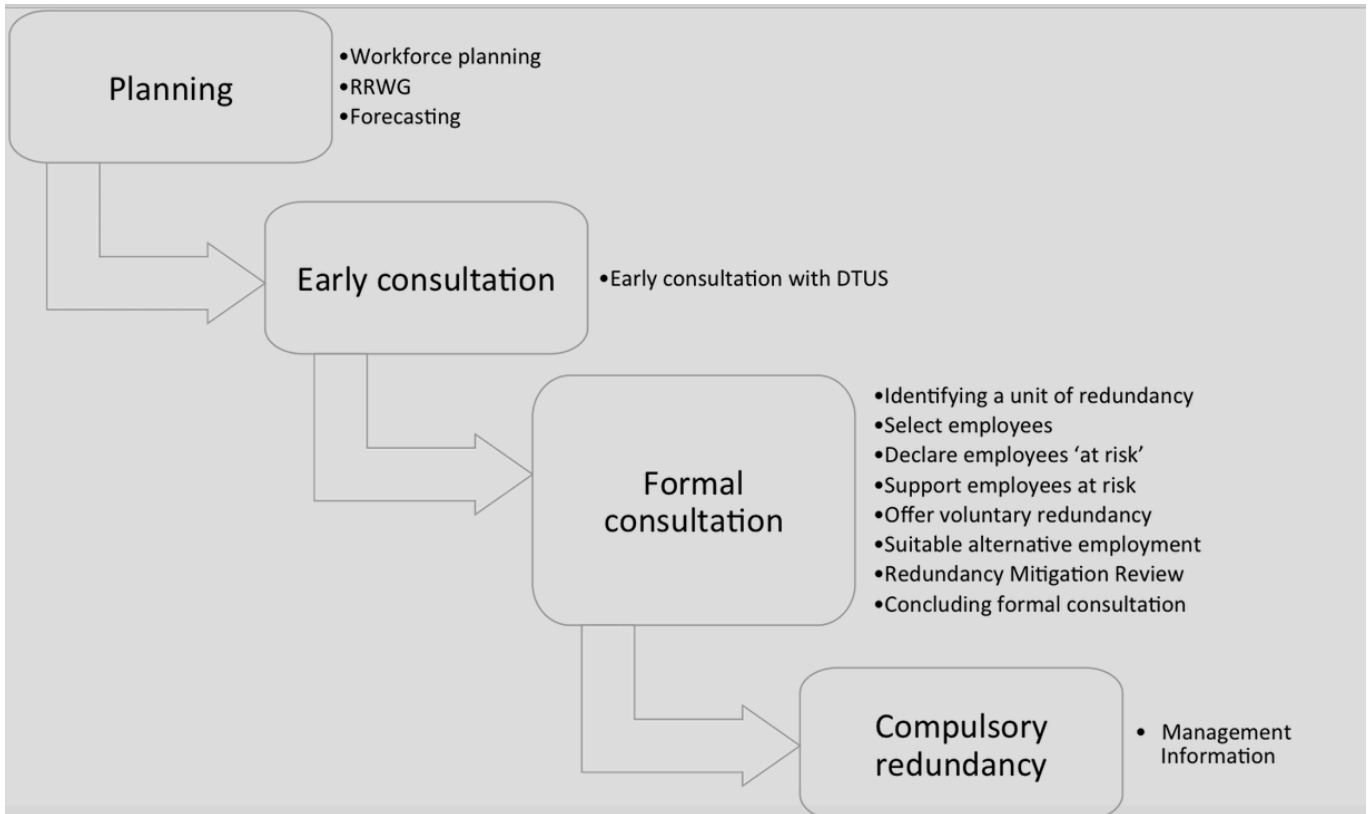 Planning
•Workforce planning
•RRWG
•Forecasting
Early consultation
•Early consultation with DTUS
Formal
consultation
•Identifying a unit of redundancy
•Select employees
•Declare employees ‘at risk’
•Support employees at risk
•Offer voluntary redundancy
•Suitable alternative employment
•Redundancy Mitigation Review
•Concluding formal consultation
Compulsory
redundancy
• Management
Information